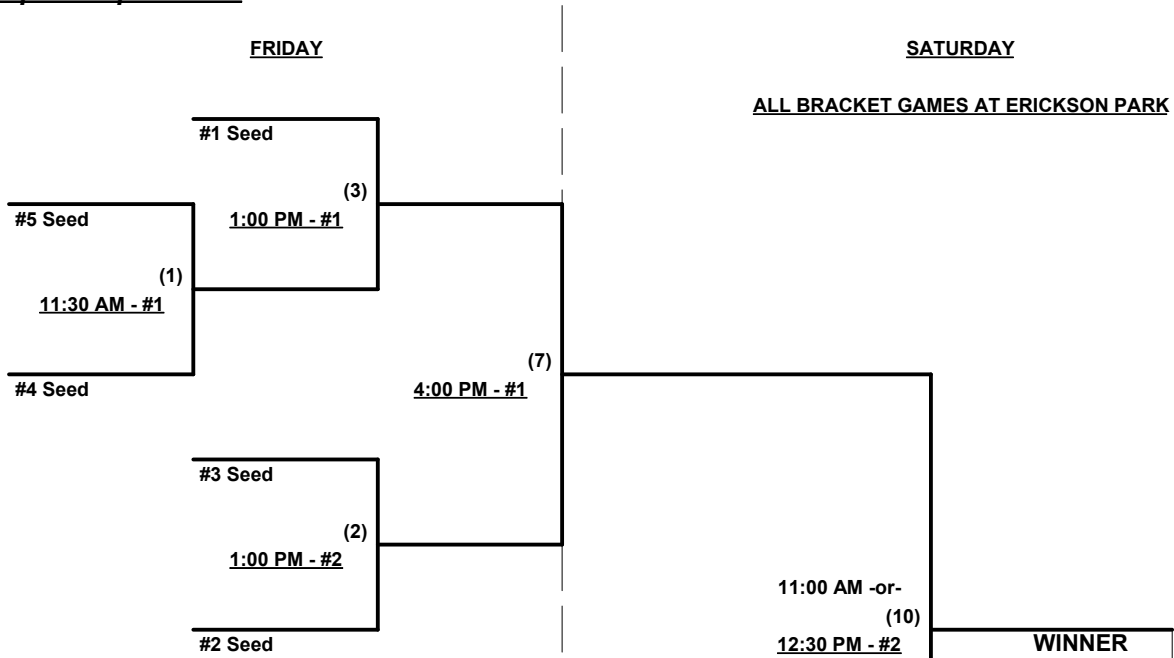 FRIDAY
SATURDAY
ALL BRACKET GAMES AT ERICKSON PARK
#1 Seed
(3)
#5 Seed
1:00 PM - #1
(1)
11:30 AM - #1
(7)
#4 Seed
4:00 PM - #1
#3 Seed
(2)
1:00 PM - #2
11:00 AM -or-
(10)
#2 Seed
12:30 PM - #2
WINNER